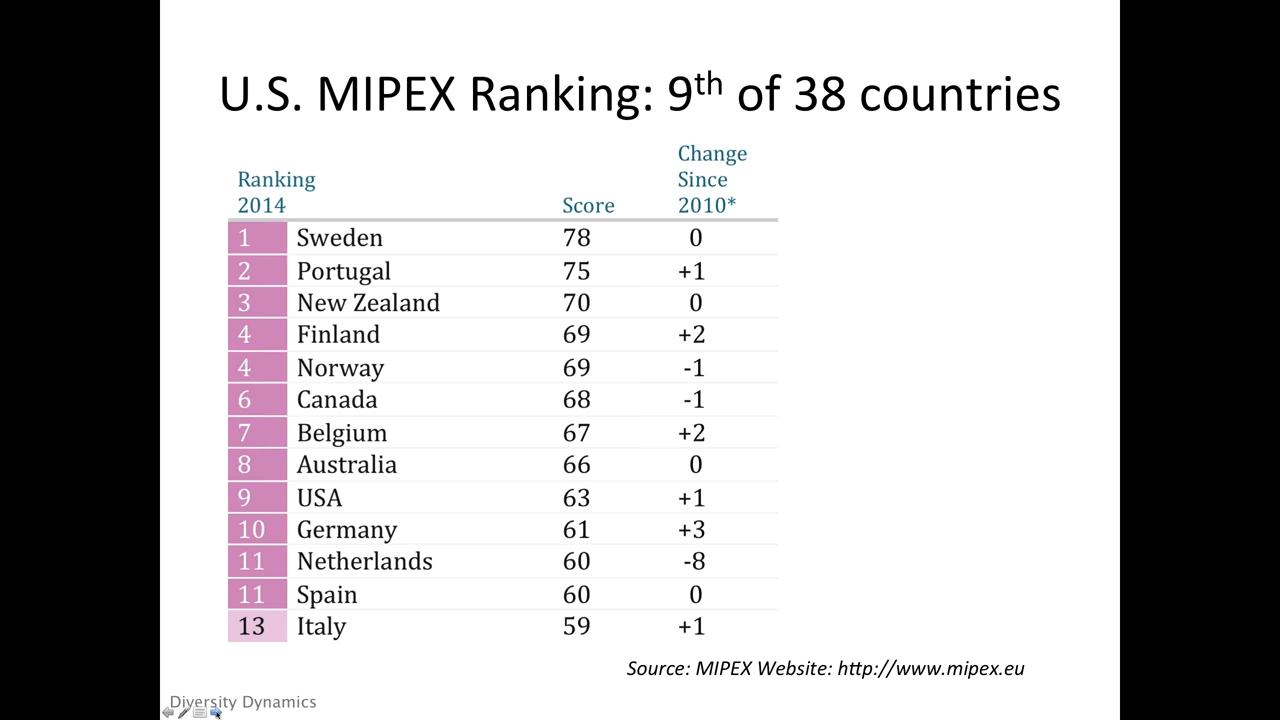 U.S. MIPEX Ranking: 9th of 38 countries
Ranking 2014 Score Change Since 2010*
1 Sweden 78 0
2 Portugal 75 +1
3 New Zealand 70 0
4 Finland 69 +2
4 Norway 69 -1
6 Canada 68 -1
7 Belgium 67 +2
8 Australia 66 0
9 USA 63 +1
10 Germany 61 +3
11 Netherlands 60 -8
11 Spain 60 0
13 Italy 59 +1
Source: MIPEX Website: http://www.mipex.eu
Diversity Dynamics